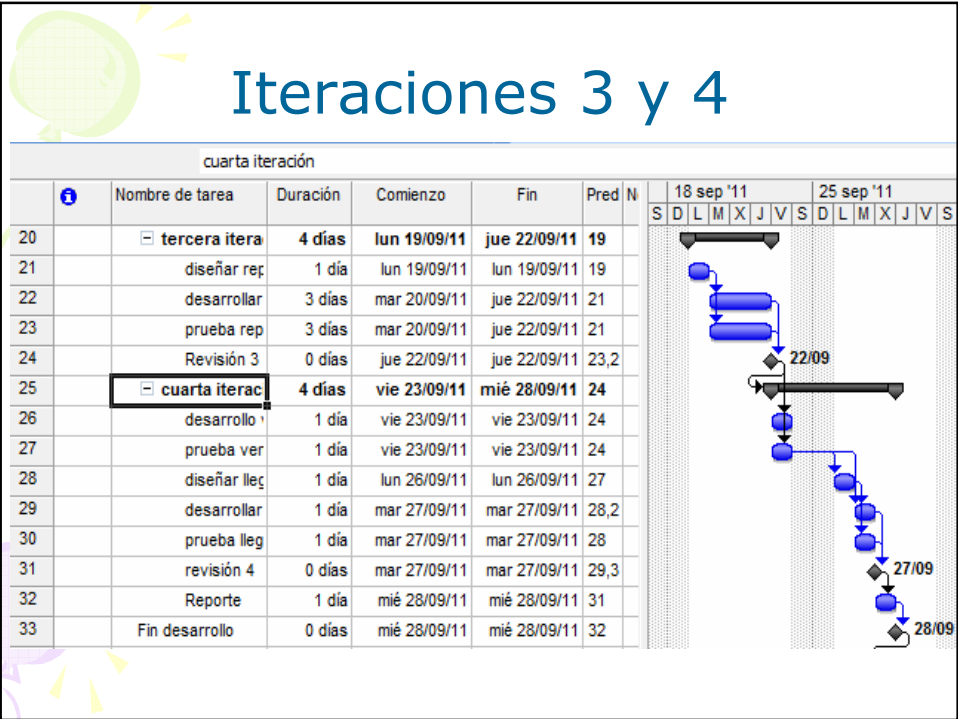 Iteraciones 3 y 4
cuarta iteración
Nombre de tarea Duración Comienzo Fin Pred N 18 sep '11 25 sep '11
S D L M X J V S D L M X J V S
20 tercera itera 4 días lun 19/09/11 jue 22/09/11 19
21 diseñar rep 1 día lun 19/09/11 lun 19/09/11 19
22 desarrollar 3 días mar 20/09/11 jue 22/09/11 21
23 prueba rep 3 días mar 20/09/11 jue 22/09/11 21
24 Revisión 3 0 días jue 22/09/11 jue 22/09/11 23,2 22/09
25 cuarta iterac 4 días vie 23/09/11 mié 28/09/11 24
26 desarrollo 1 día vie 23/09/11 vie 23/09/11 24
27 prueba ver 1 día vie 23/09/11 vie 23/09/11 24
28 diseñar lleg 1 día lun 26/09/11 lun 26/09/11 27
29 desarrollar 1 día mar 27/09/11 mar 27/09/11 28,2
30 prueba lleg 1 día mar 27/09/11 mar 27/09/11 28
31 revisión 4 0 días mar 27/09/11 mar 27/09/11 29,3 27/09
32 Reporte 1 día mié 28/09/11 mié 28/09/11 31
33 Fin desarrollo 0 días mié 28/09/11 mié 28/09/11 32 28/09